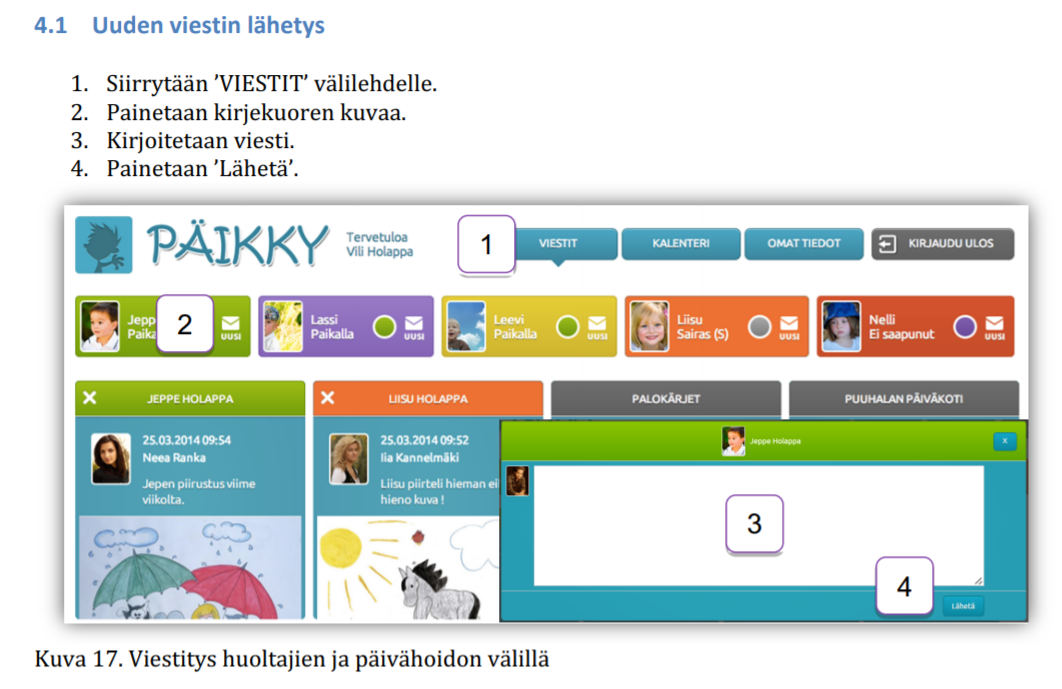 4.1 Uuden viestin lähetys
1. Siirrytään ’VIESTIT’ välilehdelle.
2. Painetaan kirjekuoren kuvaa.
3. Kirjoitetaan viesti.
4. Painetaan ’Lähetä’.
PÄIKKY
Tervetuloa
Vili Holappa
1
VIESTIT
KALENTERI
OMAT TIEDOT
KIRJAUDU ULOS
Jepp
Paika
2
UUSI
Lassi
Paikalla
UUSI
Leevi
Paikalla
UUSI
Liisu
Sairas (S)
UUSI
Nelli
Ei saapunut
UUSI
JEPPE HOLAPPA
LIISU HOLAPPA
PALOKÄRJET
PUUHALAN PÄIVÄKOTI
25.03.2014 09:54
Neea Ranka
Jepen piirustus viime
viikolta.
25.03.2014 09:52
Iia Kannelmäki
Liisu piirteli hieman ei
hieno kuva !
Jeppe Holappa
X
3
4
Lähetä
Kuva 17. Viestitys huoltajien ja päivähoidon välillä